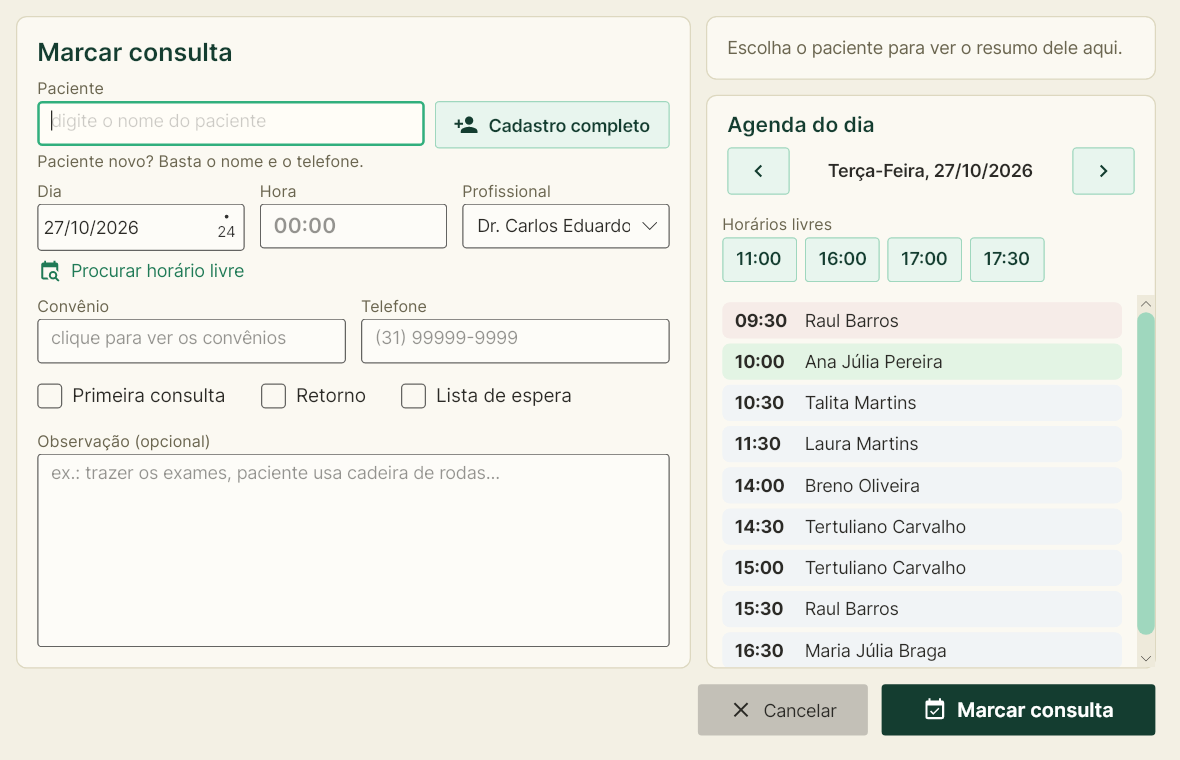 Marcar consulta
Paciente
digite o nome do paciente
Cadastro completo
Paciente novo? Basta o nome e o telefone.
Dia
Hora
Profissional
27/10/2026
24
00:00
Dr. Carlos Eduardo
Procurar horário livre
Convênio
Telefone
clique para ver os convênios
(31) 99999-9999
Primeira consulta
Retorno
Lista de espera
Observação (opcional)
ex.: trazer os exames, paciente usa cadeira de rodas...
Escolha o paciente para ver o resumo dele aqui.
Agenda do dia
Terça-Feira, 27/10/2026
Horários livres
11:00
16:00
17:00
17:30
09:30 Raul Barros
10:00 Ana Júlia Pereira
10:30 Talita Martins
11:30 Laura Martins
14:00 Breno Oliveira
14:30 Tertuliano Carvalho
15:00 Tertuliano Carvalho
15:30 Raul Barros
16:30 Maria Júlia Braga
Cancelar
Marcar consulta